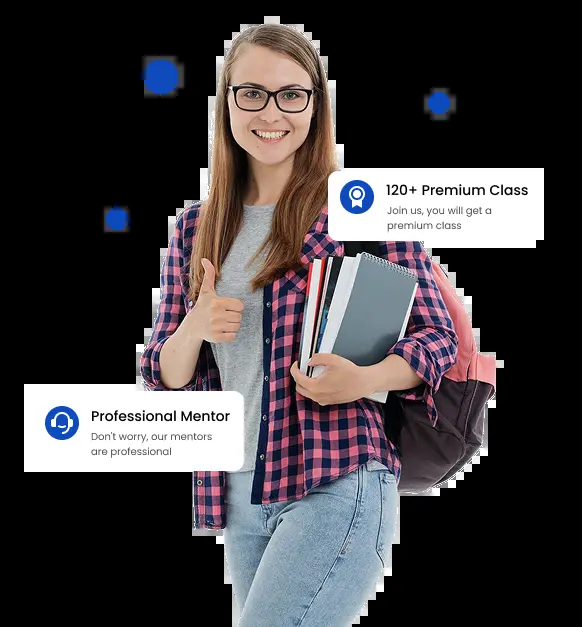 120+ Premium Class
Join us, you will get a
premium class
Professional Mentor
Don't worry, our mentors
are professional